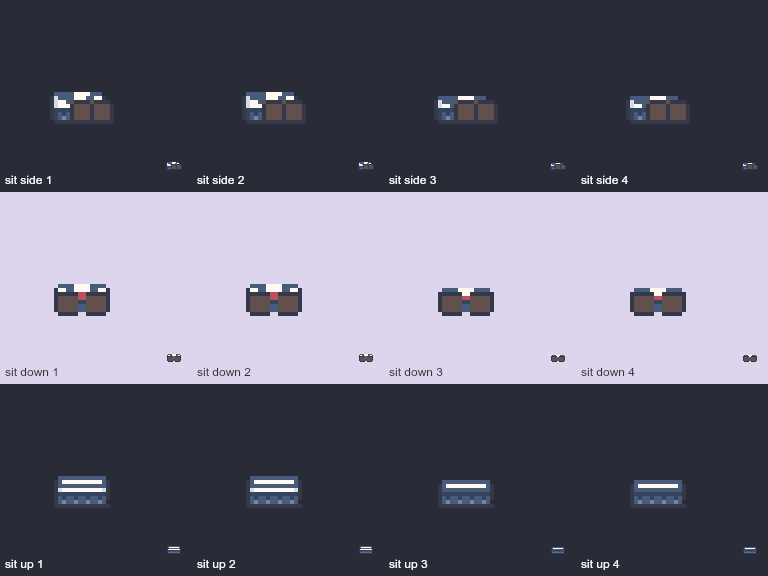 sit side 1
sit side 2
sit side 3
sit side 4
sit down 1
sit down 2
sit down 3
sit down 4
sit up 1
sit up 2
sit up 3
sit up 4